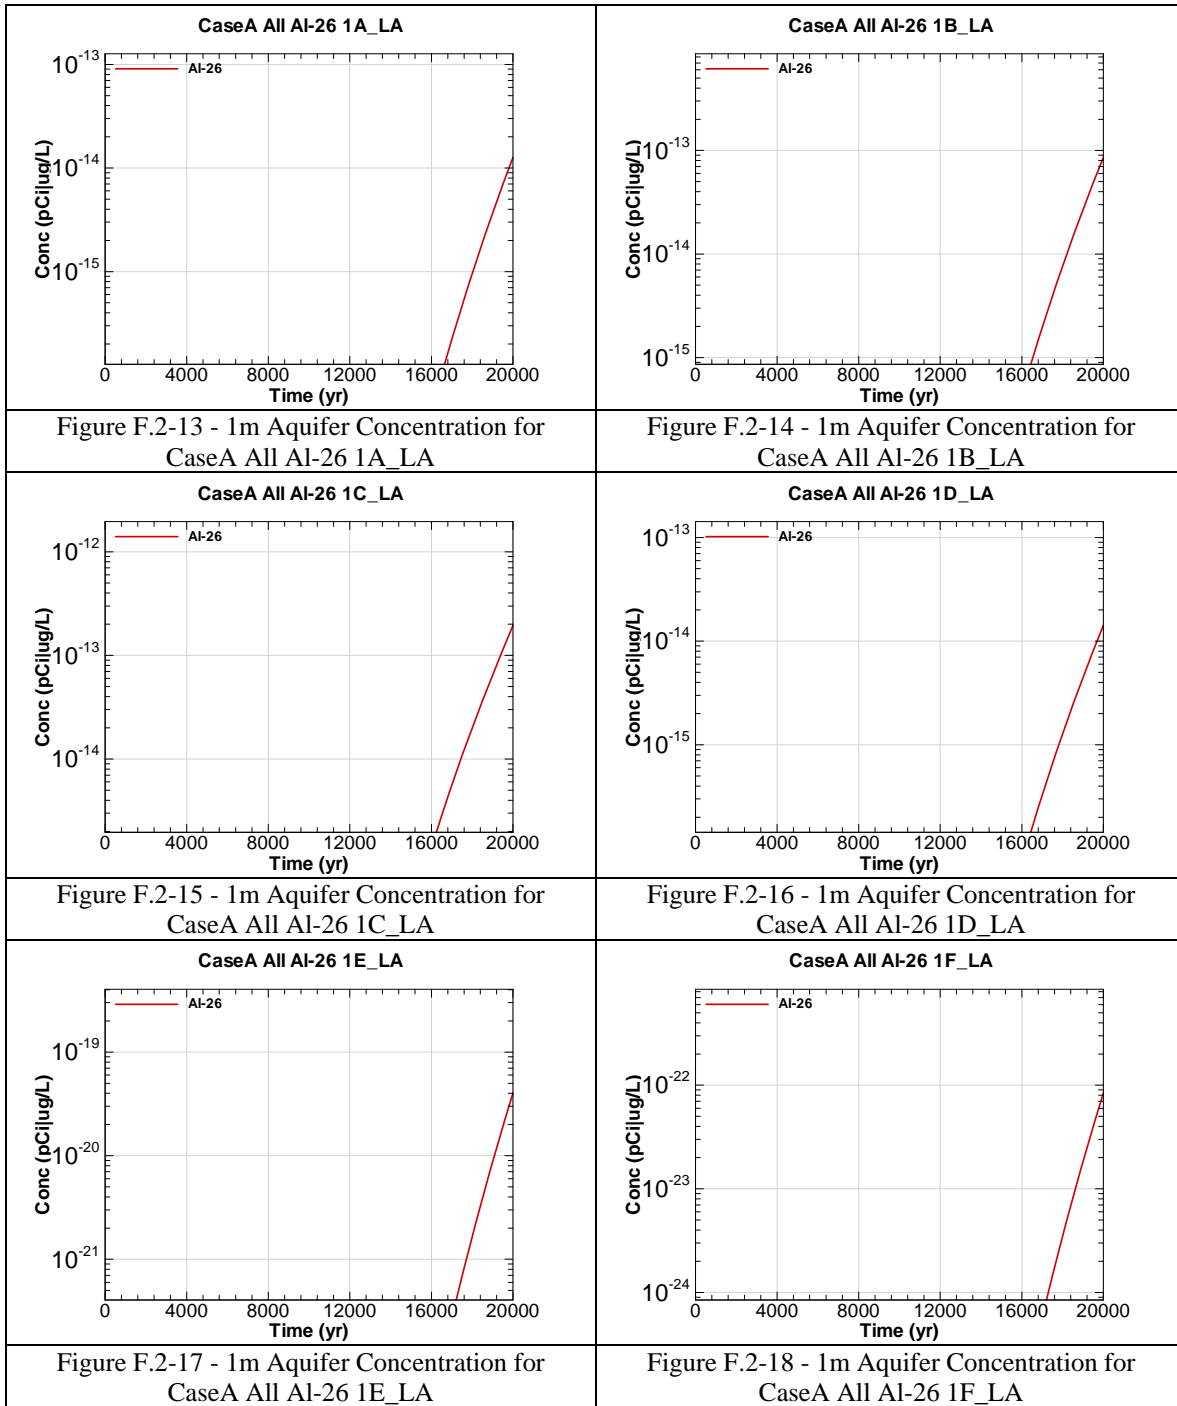 CaseA All Al-26 1A_LA
Al-26
10-13
10-14
10-15
Conc (pCi|ug/L)
0 4000 8000 12000 16000 20000
Time (yr)
Figure F.2-13 - 1m Aquifer Concentration for
CaseA All Al-26 1A_LA
CaseA All Al-26 1B_LA
Al-26
10-13
10-14
10-15
Conc (pCi|ug/L)
0 4000 8000 12000 16000 20000
Time (yr)
Figure F.2-14 - 1m Aquifer Concentration for
CaseA All Al-26 1B_LA
CaseA All Al-26 1C_LA
Al-26
10-12
10-13
10-14
Conc (pCi|ug/L)
0 4000 8000 12000 16000 20000
Time (yr)
Figure F.2-15 - 1m Aquifer Concentration for
CaseA All Al-26 1C_LA
CaseA All Al-26 1D_LA
Al-26
10-13
10-14
10-15
Conc (pCi|ug/L)
0 4000 8000 12000 16000 20000
Time (yr)
Figure F.2-16 - 1m Aquifer Concentration for
CaseA All Al-26 1D_LA
CaseA All Al-26 1E_LA
Al-26
10-19
10-20
10-21
Conc (pCi|ug/L)
0 4000 8000 12000 16000 20000
Time (yr)
Figure F.2-17 - 1m Aquifer Concentration for
CaseA All Al-26 1E_LA
CaseA All Al-26 1F_LA
Al-26
10-22
10-23
10-24
Conc (pCi|ug/L)
0 4000 8000 12000 16000 20000
Time (yr)
Figure F.2-18 - 1m Aquifer Concentration for
CaseA All Al-26 1F_LA